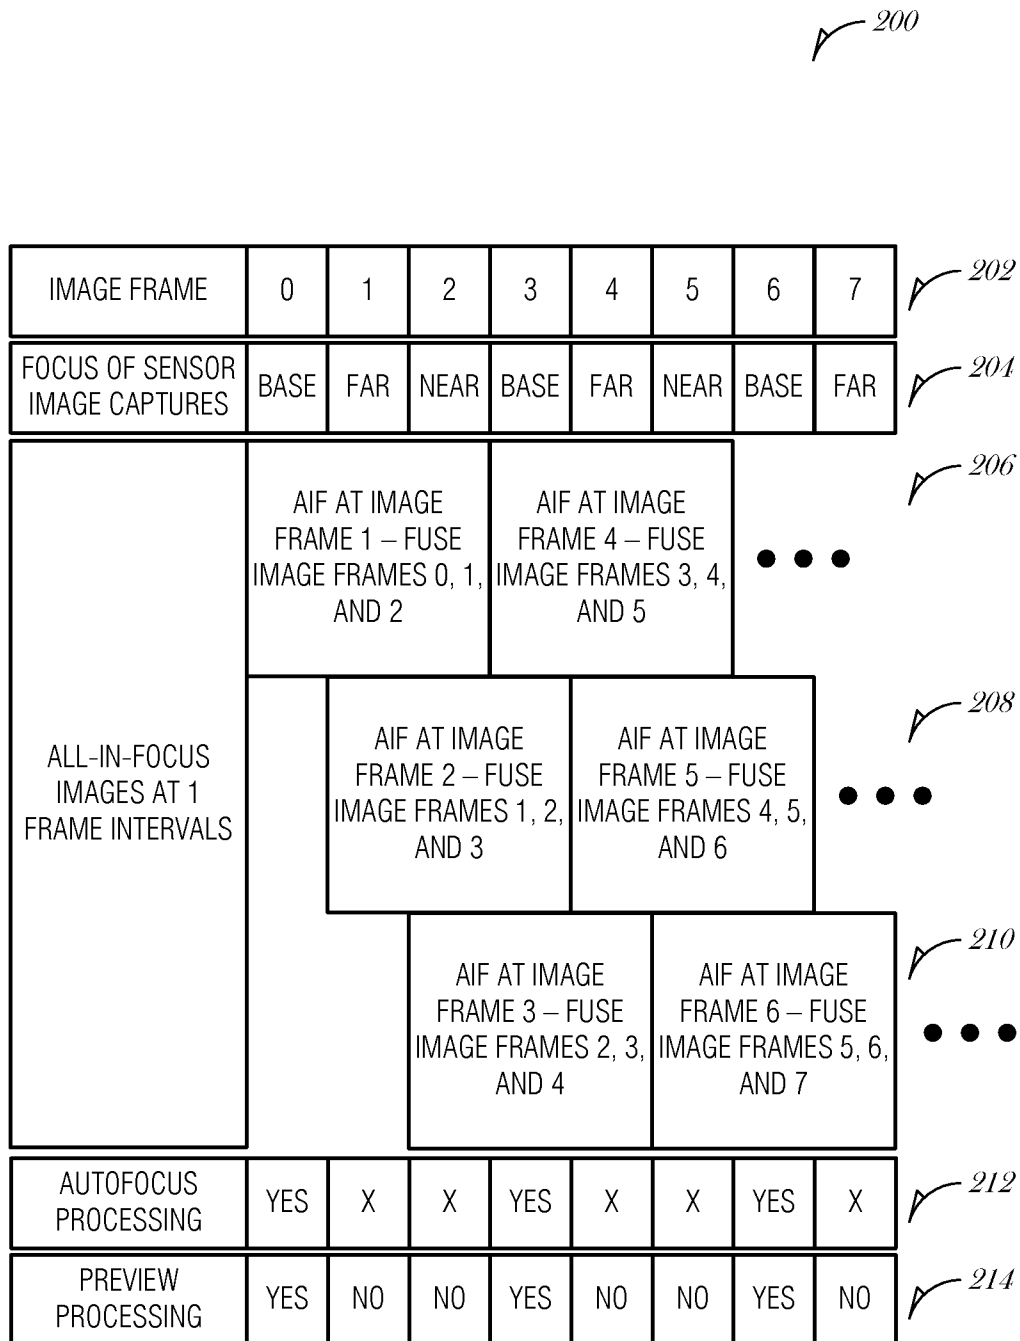 200
IMAGE FRAME 0 1 2 3 4 5 6 7 202
FOCUS OF SENSOR
IMAGE CAPTURES
BASE FAR NEAR BASE FAR NEAR BASE FAR 204
206
AIF AT IMAGE
FRAME 1 – FUSE
IMAGE FRAMES 0, 1,
AND 2
AIF AT IMAGE
FRAME 4 – FUSE
IMAGE FRAMES 3, 4,
AND 5
ALL-IN-FOCUS
IMAGES AT 1
FRAME INTERVALS
208
AIF AT IMAGE
FRAME 2 – FUSE
IMAGE FRAMES 1, 2,
AND 3
AIF AT IMAGE
FRAME 5 – FUSE
IMAGE FRAMES 4, 5,
AND 6
210
AIF AT IMAGE
FRAME 3 – FUSE
IMAGE FRAMES 2, 3,
AND 4
AIF AT IMAGE
FRAME 6 – FUSE
IMAGE FRAMES 5, 6,
AND 7
AUTOFOCUS
PROCESSING
YES X X YES X X YES X 212
PREVIEW
PROCESSING
YES NO NO YES NO NO YES NO 214